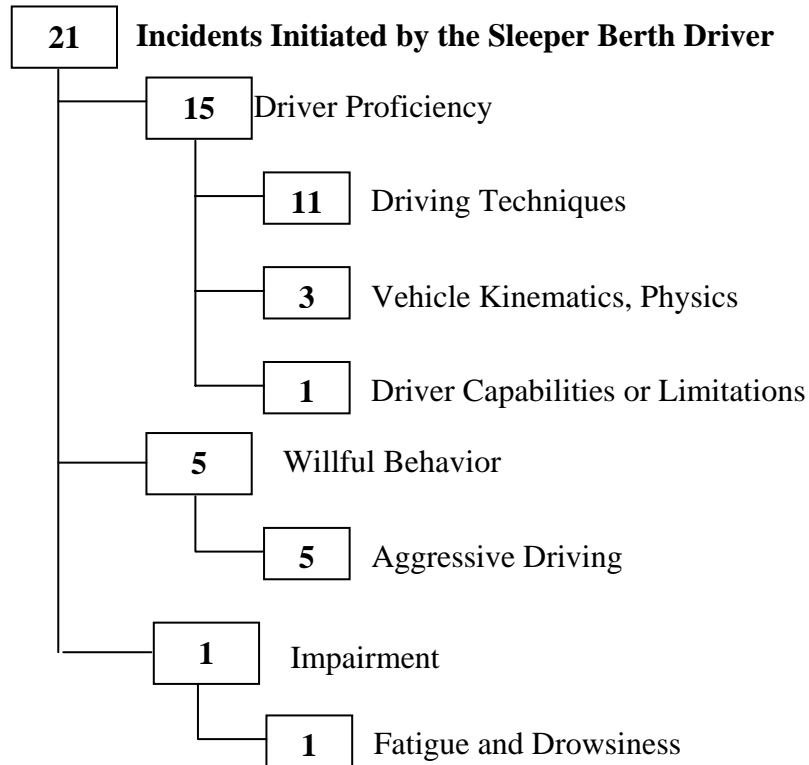 21 Incidents Initiated by the Sleeper Berth Driver
15 Driver Proficiency
11 Driving Techniques
3 Vehicle Kinematics, Physics
1 Driver Capabilities or Limitations
5 Willful Behavior
5 Aggressive Driving
1 Impairment
1 Fatigue and Drowsiness